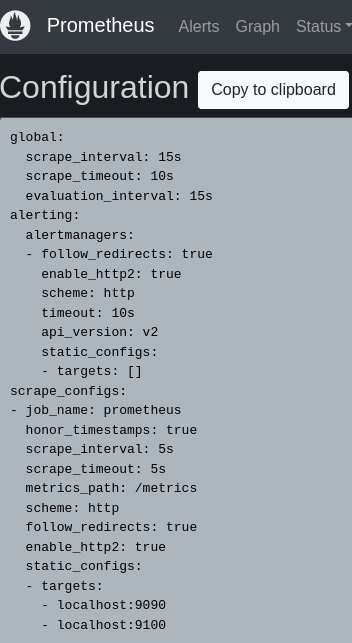 Prometheus Alerts Graph Status
Configuration Copy to clipboard
global:
  scrape_interval: 15s
  scrape_timeout: 10s
  evaluation_interval: 15s
alerting:
  alertmanagers:
  - follow_redirects: true
    enable_http2: true
    scheme: http
    timeout: 10s
    api_version: v2
    static_configs:
    - targets: []
scrape_configs:
- job_name: prometheus
  honor_timestamps: true
  scrape_interval: 5s
  scrape_timeout: 5s
  metrics_path: /metrics
  scheme: http
  follow_redirects: true
  enable_http2: true
  static_configs:
  - targets:
    - localhost:9090
    - localhost:9100